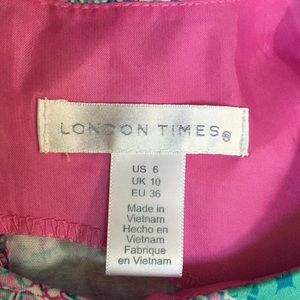 LONDON TIMES®
US 6
UK 10
EU 36
Made in
Vietnam
Hecho en
Vietnam
Fabrique
en Vietnam